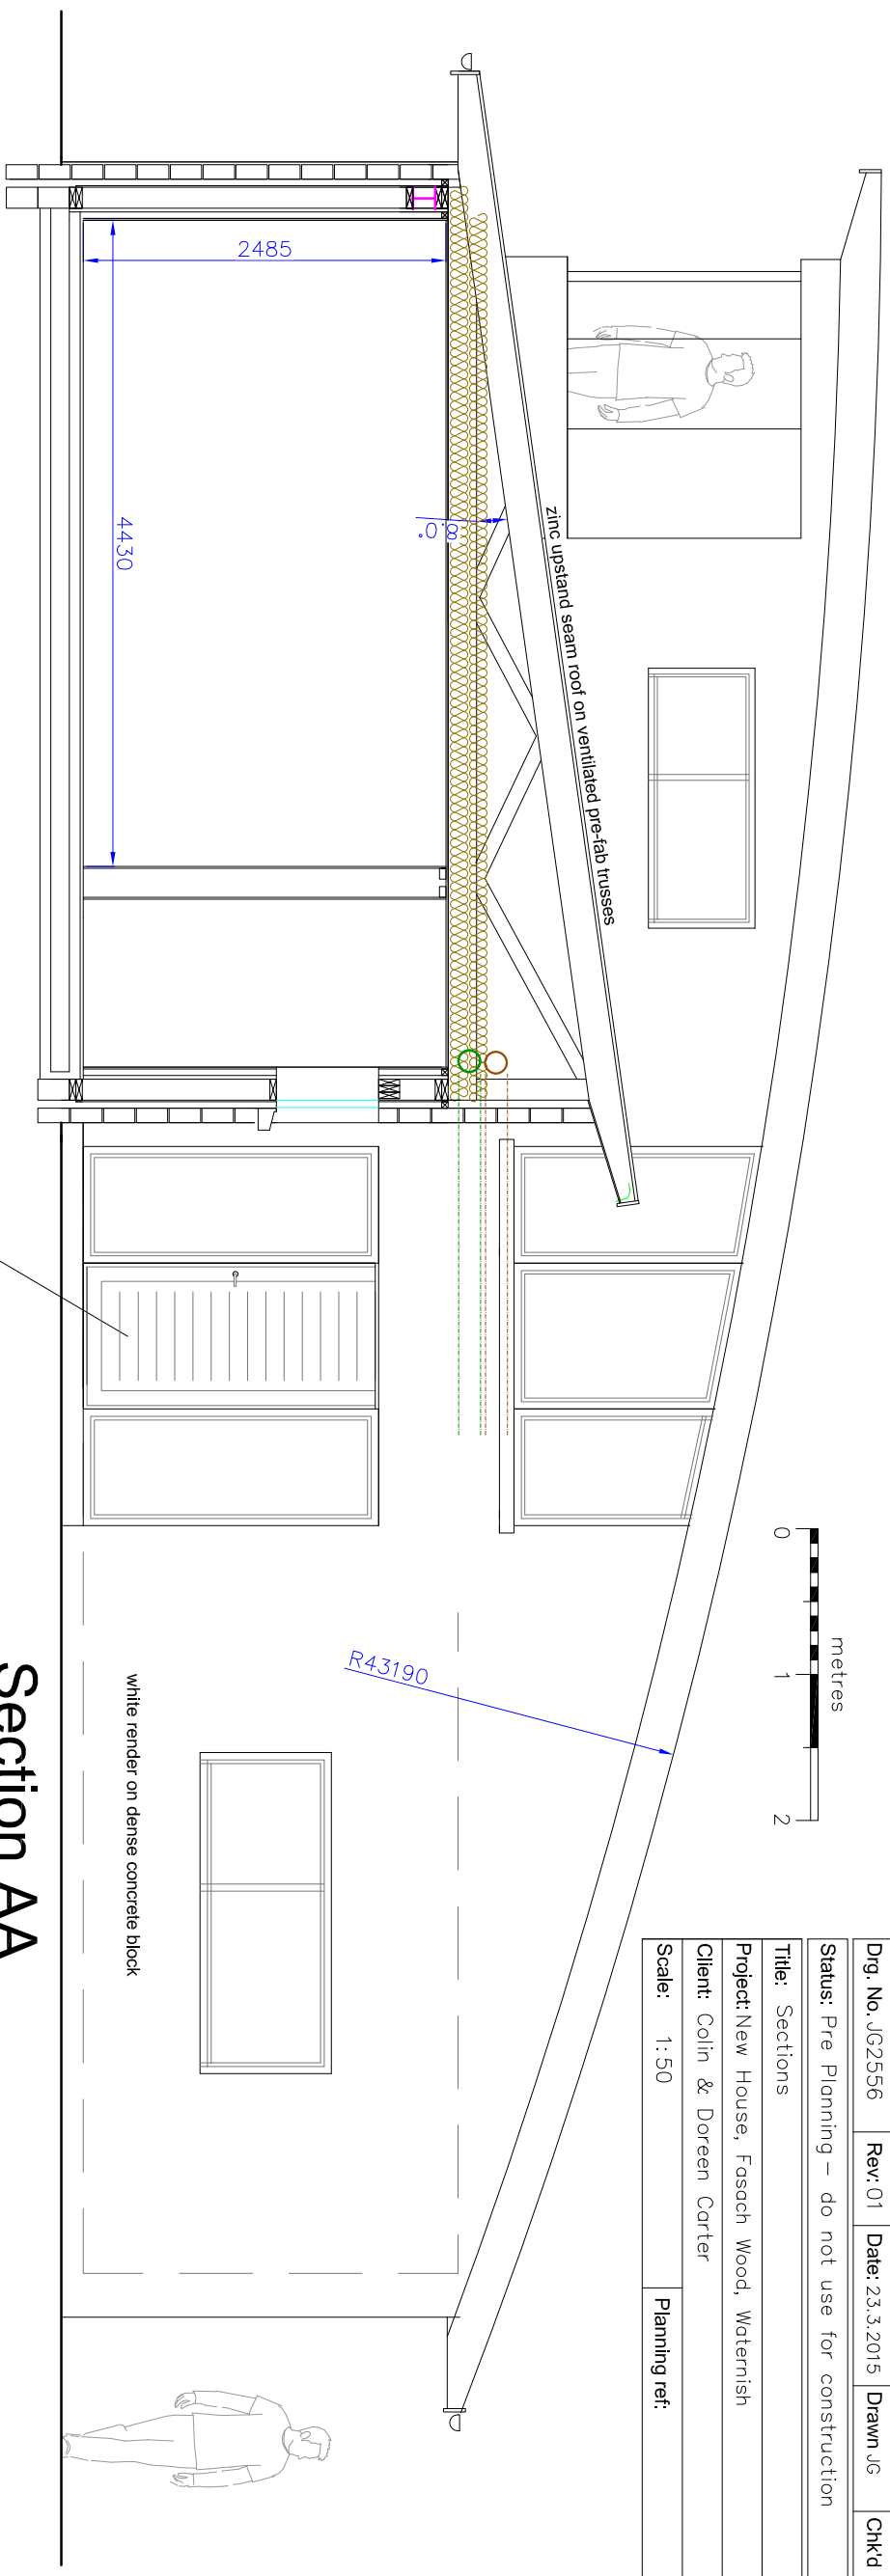 Drg. No. JG2556 Rev: 01 Date: 23.3.2015 Drawn JG Chk'd
Status: Pre Planning - do not use for construction
Title: Sections
Project: New House, Fasach Wood, Waternish
Client: Colin & Doreen Carter
Scale: 1:50 Planning ref:
metres
0 1 2
zinc upstand seam roof on ventilated pre-fab trusses
8.0°
2485
4430
R43190
white render on dense concrete block
Section AA